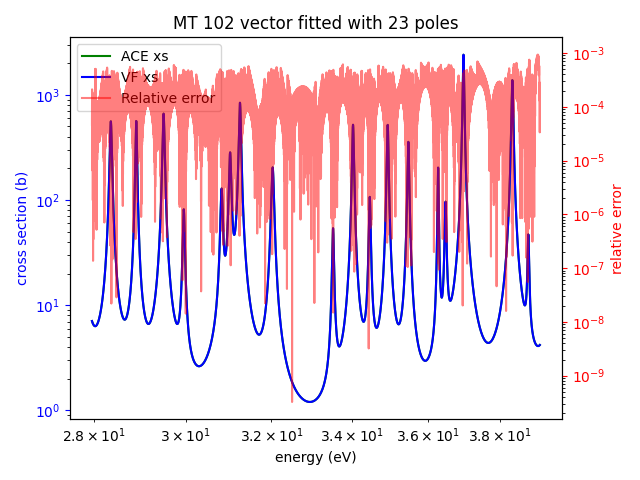 MT 102 vector fitted with 23 poles
ACE xs
VF xs
Relative error
cross section (b)
10³
10²
10¹
10⁰
relative error
10⁻³
10⁻⁴
10⁻⁵
10⁻⁶
10⁻⁷
10⁻⁸
10⁻⁹
2.8 × 10¹ 3 × 10¹ 3.2 × 10¹ 3.4 × 10¹ 3.6 × 10¹ 3.8 × 10¹
energy (eV)